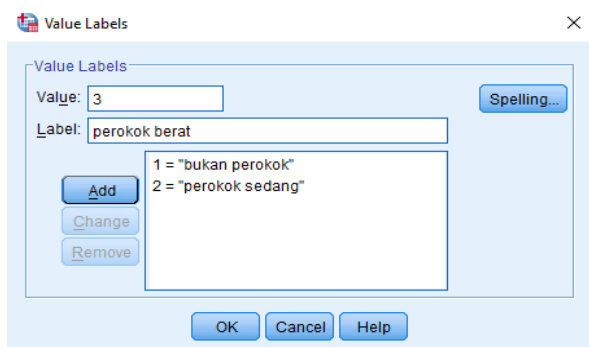 Value Labels
Value Labels
Value: 3
Spelling...
Label: perokok berat
1 = "bukan perokok"
Add
2 = "perokok sedang"
Change
Remove
OK Cancel Help